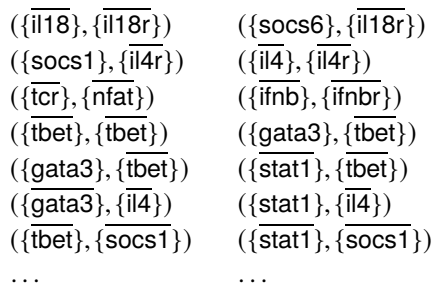 ({il18}, {il18r}) ({socs6}, {il18r})
({socs1}, {il4r}) ({il4}, {il4r})
({tcr}, {nfat}) ({ifnb}, {ifnbr})
({tbet}, {tbet}) ({gata3}, {tbet})
({gata3}, {tbet}) ({stat1}, {tbet})
({gata3}, {il4}) ({stat1}, {il4})
({tbet}, {socs1}) ({stat1}, {socs1})
... ...